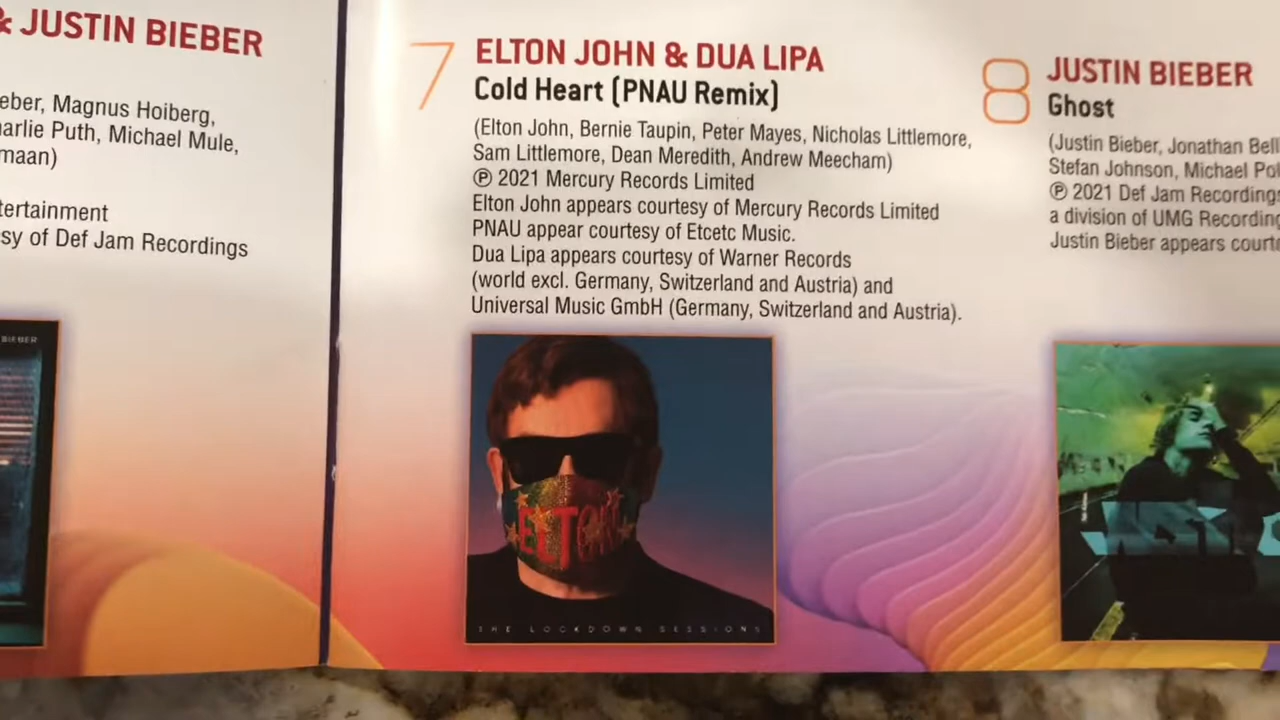 & JUSTIN BIEBER
eber, Magnus Hoiberg,
arlie Puth, Michael Mule,
maan)
tertainment
sy of Def Jam Recordings
BIEBER
7
ELTON JOHN & DUA LIPA
Cold Heart (PNAU Remix)
(Elton John, Bernie Taupin, Peter Mayes, Nicholas Littlemore,
Sam Littlemore, Dean Meredith, Andrew Meecham)
℗ 2021 Mercury Records Limited
Elton John appears courtesy of Mercury Records Limited
PNAU appear courtesy of Etcetc Music.
Dua Lipa appears courtesy of Warner Records
(world excl. Germany, Switzerland and Austria) and
Universal Music GmbH (Germany, Switzerland and Austria).
ELTON
THE LOCKDOWN SESSIONS
8
JUSTIN BIEBER
Ghost
(Justin Bieber, Jonathan Bell
Stefan Johnson, Michael Pol
℗ 2021 Def Jam Recordings
a division of UMG Recording
Justin Bieber appears court